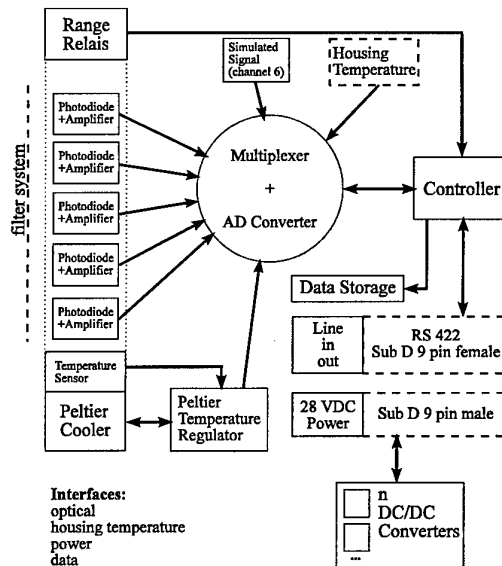 Range
Relais
Simulated
Signal
(channel 6)
Housing
Temperature
filter system
Photodiode
+Amplifier
Photodiode
+Amplifier
Photodiode
+Amplifier
Photodiode
+Amplifier
Photodiode
+Amplifier
Multiplexer
+
AD Converter
Controller
Data Storage
Line
in
out
RS 422
Sub D 9 pin female
Temperature
Sensor
Peltier
Cooler
Peltier
Temperature
Regulator
28 VDC
Power
Sub D 9 pin male
n
DC/DC
Converters
...
Interfaces:
optical
housing temperature
power
data